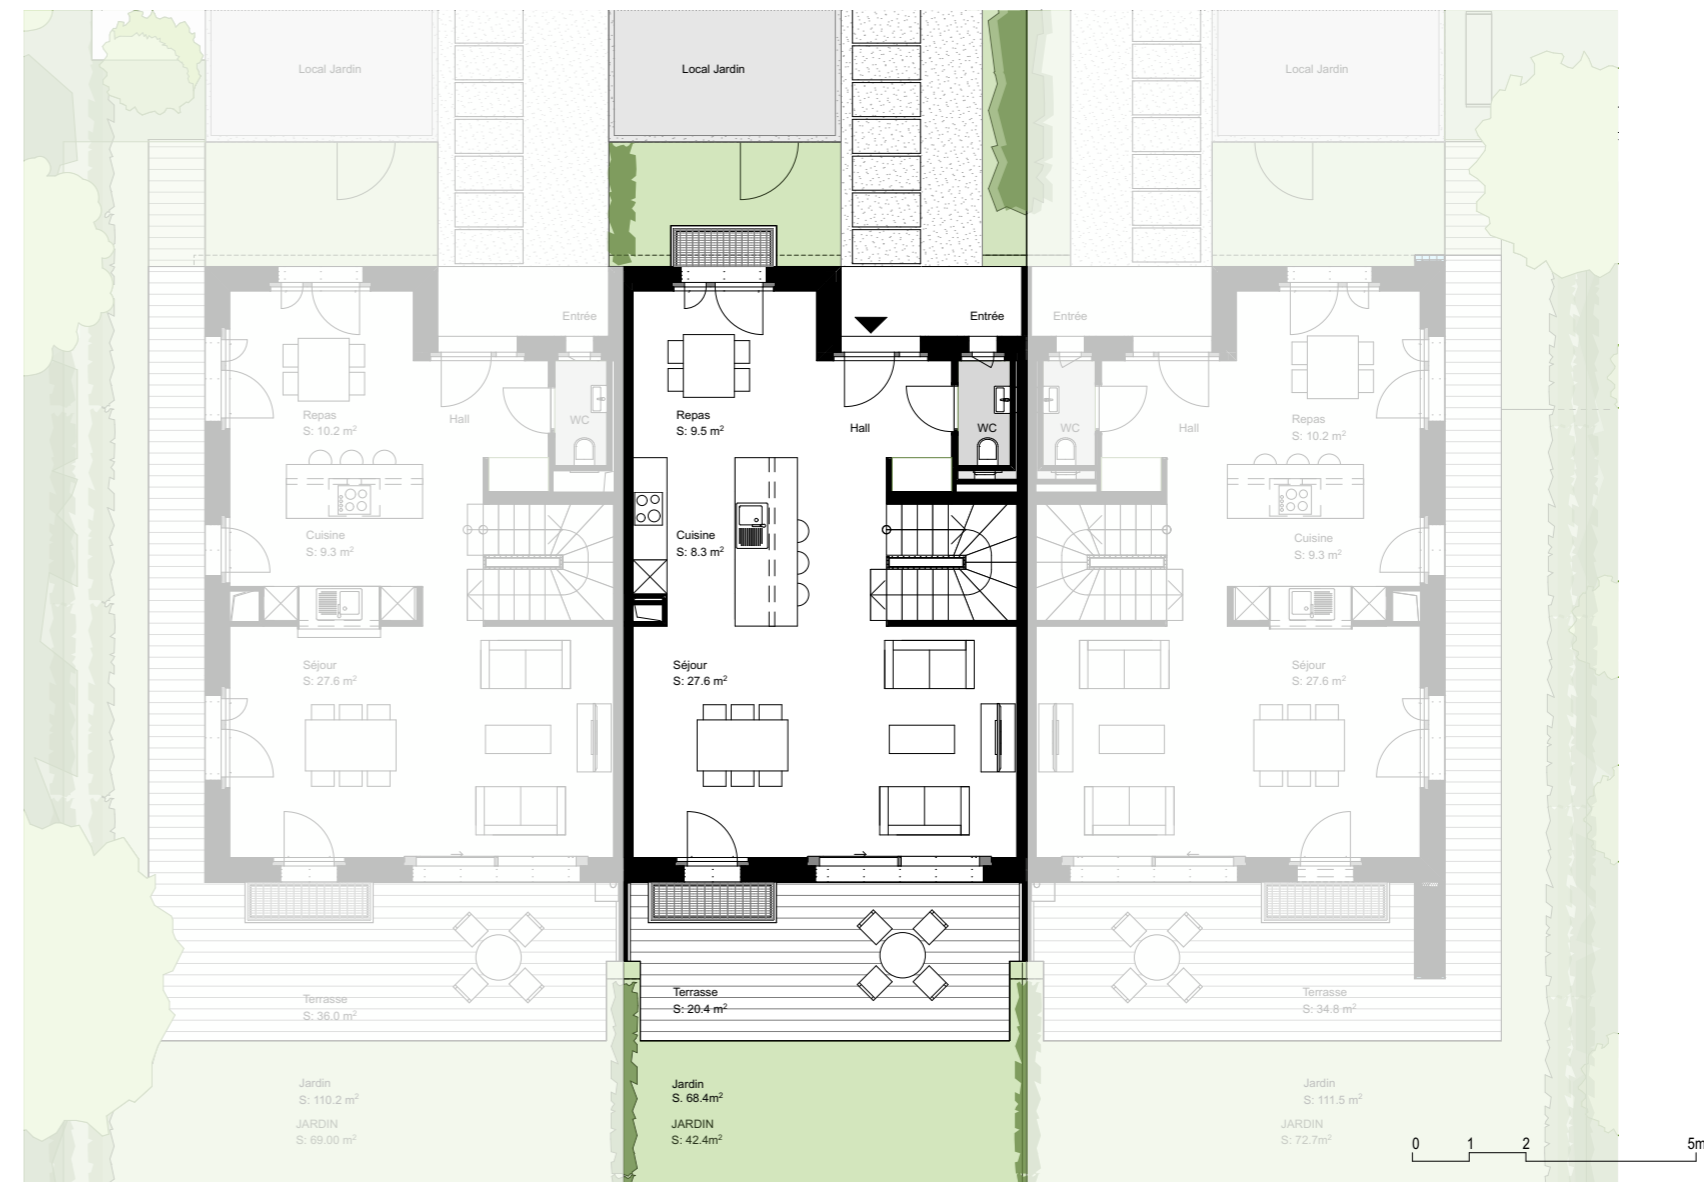 Local Jardin
Local Jardin
Local Jardin
Entrée
Entrée
Entrée
Repas
S: 10.2 m²
Hall
WC
Repas
S: 9.5 m²
Hall
WC
WC
Hall
Repas
S: 10.2 m²
Cuisine
S: 9.3 m²
Cuisine
S: 8.3 m²
Cuisine
S: 9.3 m²
Séjour
S: 27.6 m²
Séjour
S: 27.6 m²
Séjour
S: 27.6 m²
Terrasse
S: 36.0 m²
Terrasse
S: 20.4 m²
Terrasse
S: 34.8 m²
Jardin
S: 110.2 m²
JARDIN
S: 69.00 m²
Jardin
S. 68.4m²
JARDIN
S: 42.4m²
Jardin
S: 111.5 m²
JARDIN
S: 72.7m²
0 1 2 5m